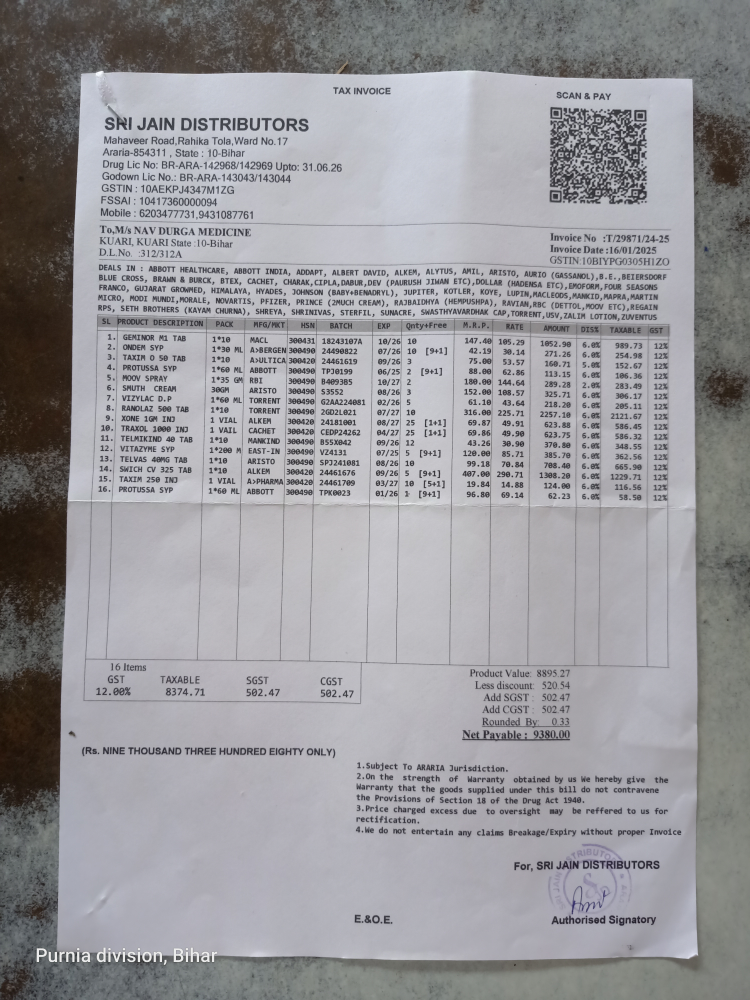 TAX INVOICE
SCAN & PAY
SRI JAIN DISTRIBUTORS
Mahaveer Road,Rahika Tola,Ward No.17
Araria-854311 , State : 10-Bihar
Drug Lic No: BR-ARA-142968/142969 Upto: 31.06.26
Godown Lic No.: BR-ARA-143043/143044
GSTIN : 10AEKPJ4347M1ZG
FSSAI : 10417360000094
Mobile : 6203477731,9431087761
To,M/s NAV DURGA MEDICINE
KUARI, KUARI State :10-Bihar
D.L.No. .312/312A
Invoice No :T/29871/24-25
Invoice Date :16/01/2025
GSTIN:10BIYPG0305H1ZO
DEALS IN : ABBOTT HEALTHCARE, ABBOTT INDIA, ADDAPT, ALBERT DAVID, ALKEM, ALYTUS, AMIL, ARISTO, AURIO (GASSANOL),B.E.,BEIERSDORF
BLUE CROSS, BRAWN & BURCK, BTEX, CACHET, CHARAK,CIPLA,DABUR,DEV (PAURUSH JIWAN ETC),DOLLAR (HADENSA ETC),EMOFORM,FOUR SEASONS
FRANCO, GUJARAT GROWMED, HIMALAYA, HYADES, JOHNSON (BABY+BENADRYL), JUPITER, KOTLER, KOYE, LUPIN,MACLEODS,MANKID,MAPRA,MARTIN
MICRO, MODI MUNDI,MORALE, NOVARTIS, PFIZER, PRINCE (2MUCH CREAM), RAJBAIDHYA (HEMPUSHPA), RAVIAN,RBC (DETTOL,MOOV ETC),REGAIN
RPS, SETH BROTHERS (KAYAM CHURNA), SHREYA, SHRINIVAS, STERFIL, SUNACRE, SWASTHYAVARDHAK CAP,TORRENT,USV,ZALIM LOTION,ZUVENTUS
SL PRODUCT DESCRIPTION PACK MFG/MKT HSN BATCH EXP Qnty+Free M.R.P. RATE AMOUNT DIS% TAXABLE GST
1. GEMINOR M1 TAB 1*10 MACL 300431 18243107A 10/26 10 147.40 105.29 1052.90 6.0% 989.73 12%
2. ONDEM SYP 1*30 ML A>BERGEN 300490 24490822 07/26 10 [9+1] 42.19 30.14 271.26 6.0% 254.98 12%
3. TAXIM O 50 TAB 1*10 A>ULTICA 300420 24461619 09/26 3 75.00 53.57 160.71 5.0% 152.67 12%
4. PROTUSSA SYP 1*60 ML ABBOTT 300490 TPJ0199 06/25 2 [9+1] 88.00 62.86 113.15 6.0% 106.36 12%
5. MOOV SPRAY 1*35 GM RBI 300490 B4093B5 10/27 2 180.00 144.64 289.28 2.0% 283.49 12%
6. SMUTH CREAM 30GM ARISTO 300490 S3552 08/26 3 152.00 108.57 325.71 6.0% 306.17 12%
7. VIZYLAC D.P 1*60 ML TORRENT 300490 G2AA224081 02/26 5 61.10 43.64 218.20 6.0% 205.11 12%
8. RANOLAZ 500 TAB 1*10 TORRENT 300490 2GD2L021 07/27 10 316.00 225.71 2257.10 6.0% 2121.67 12%
9. XONE 1GM INJ 1 VIAL ALKEM 300420 24181001 08/27 25 [1+1] 69.87 49.91 623.88 6.0% 586.45 12%
10. TRAXOL 1000 INJ 1 VAIL CACHET 300420 CEDP24262 04/27 25 [1+1] 69.86 49.90 623.75 6.0% 586.32 12%
11. TELMIKIND 40 TAB 1*10 MANKIND 300490 B55X042 09/26 12 43.26 30.90 370.80 6.0% 348.55 12%
12. VITAZYME SYP 1*200 M EAST-IN 300490 VZ4131 07/25 5 [9+1] 120.00 85.71 385.70 6.0% 362.56 12%
13. TELVAS 40MG TAB 1*10 ARISTO 300490 SPJ241081 08/26 10 99.18 70.84 708.40 6.0% 665.90 12%
14. SWICH CV 325 TAB 1*10 ALKEM 300420 24461676 09/26 5 [9+1] 407.00 290.71 1308.20 6.0% 1229.71 12%
15. TAXIM 250 INJ 1 VIAL A>PHARMA 300420 24461709 03/27 10 [5+1] 19.84 14.88 124.00 6.0% 116.56 12%
16. PROTUSSA SYP 1*60 ML ABBOTT 300490 TPK0023 01/26 1 [9+1] 96.80 69.14 62.23 6.0% 58.50 12%
16 Items
GST TAXABLE SGST CGST
12.00% 8374.71 502.47 502.47
Product Value: 8895.27
Less discount: 520.54
Add SGST : 502.47
Add CGST : 502.47
Rounded By: 0.33
Net Payable : 9380.00
(Rs. NINE THOUSAND THREE HUNDRED EIGHTY ONLY)
1.Subject To ARARIA Jurisdiction.
2.On the strength of Warranty obtained by us We hereby give the
Warranty that the goods supplied under this bill do not contravene
the Provisions of Section 18 of the Drug Act 1940.
3.Price charged excess due to oversight may be reffered to us for
rectification.
4.We do not entertain any claims Breakage/Expiry without proper Invoice
For, SRI JAIN DISTRIBUTORS
E.&O.E.
Authorised Signatory
Purnia division, Bihar